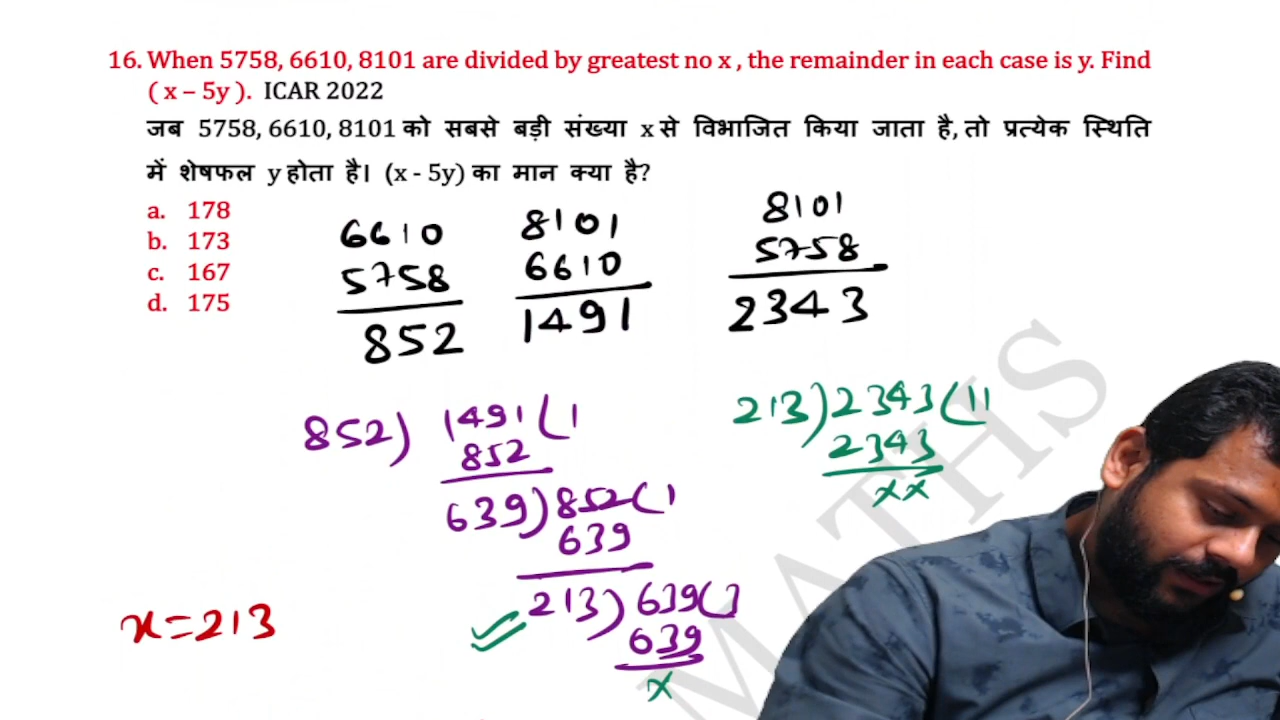 16. When 5758, 6610, 8101 are divided by greatest no x , the remainder in each case is y. Find
( x – 5y ). ICAR 2022
जब 5758, 6610, 8101 को सबसे बड़ी संख्या x से विभाजित किया जाता है, तो प्रत्येक स्थिति
में शेषफल y होता है। (x - 5y) का मान क्या है?
a. 178
b. 173
c. 167
d. 175
6610
5758
852
8101
6610
1491
8101
5758
2343
852) 1491 (1
852
639) 852 (1
639
213) 639 (3
639
x
213) 2343 (11
2343
xx
x=213
MATHS